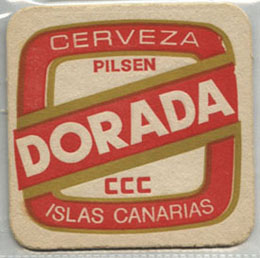 CERVEZA
PILSEN
DORADA
CCC
ISLAS CANARIAS